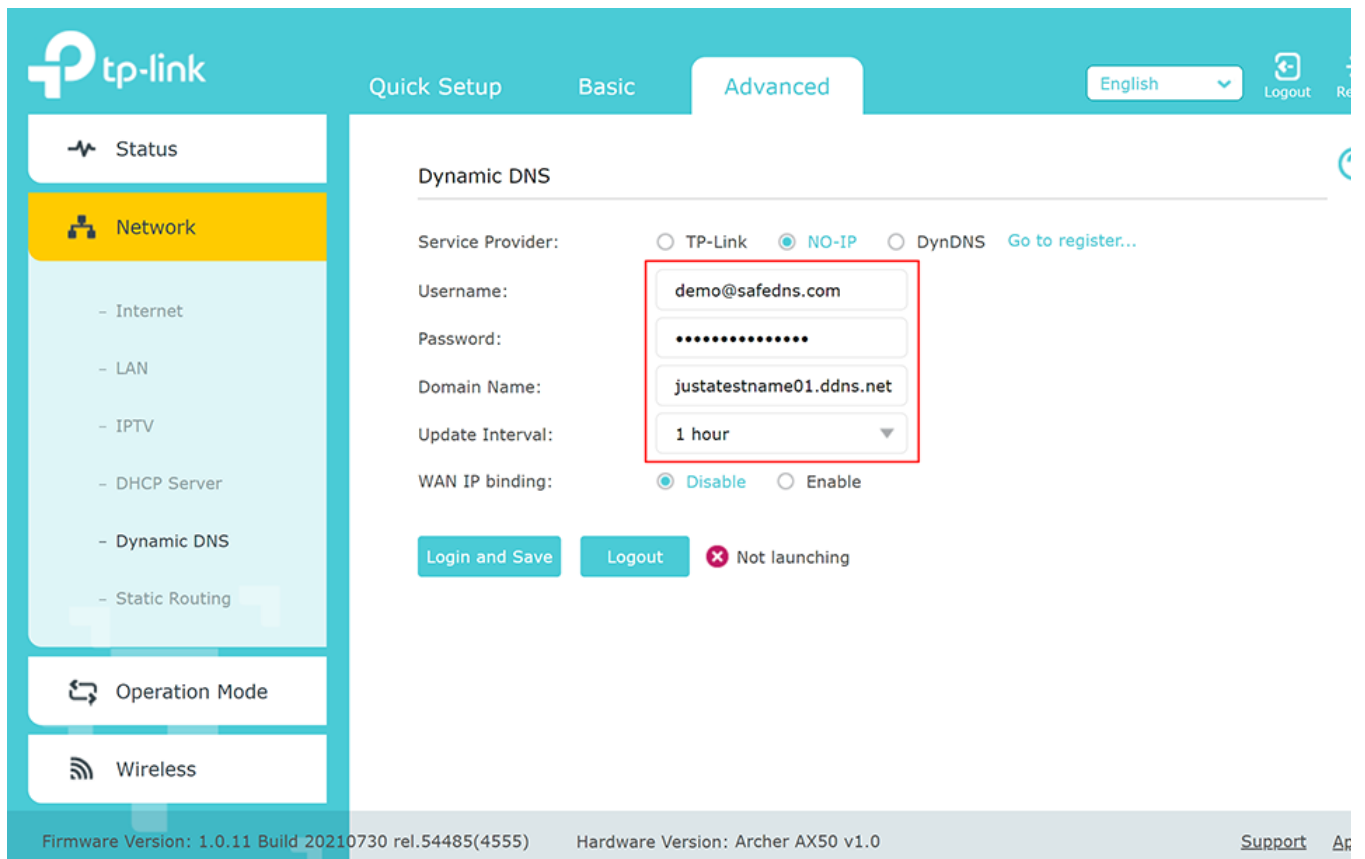 tp-link
Quick Setup
Basic
Advanced
English
Logout
Status
Network
- Internet
- LAN
- IPTV
- DHCP Server
- Dynamic DNS
- Static Routing
Operation Mode
Wireless
Dynamic DNS
Service Provider: TP-Link NO-IP DynDNS Go to register...
Username: demo@safedns.com
Password: •••••••••••••••
Domain Name: justatestname01.ddns.net
Update Interval: 1 hour
WAN IP binding: Disable Enable
Login and Save Logout Not launching
Firmware Version: 1.0.11 Build 20210730 rel.54485(4555) Hardware Version: Archer AX50 v1.0 Support